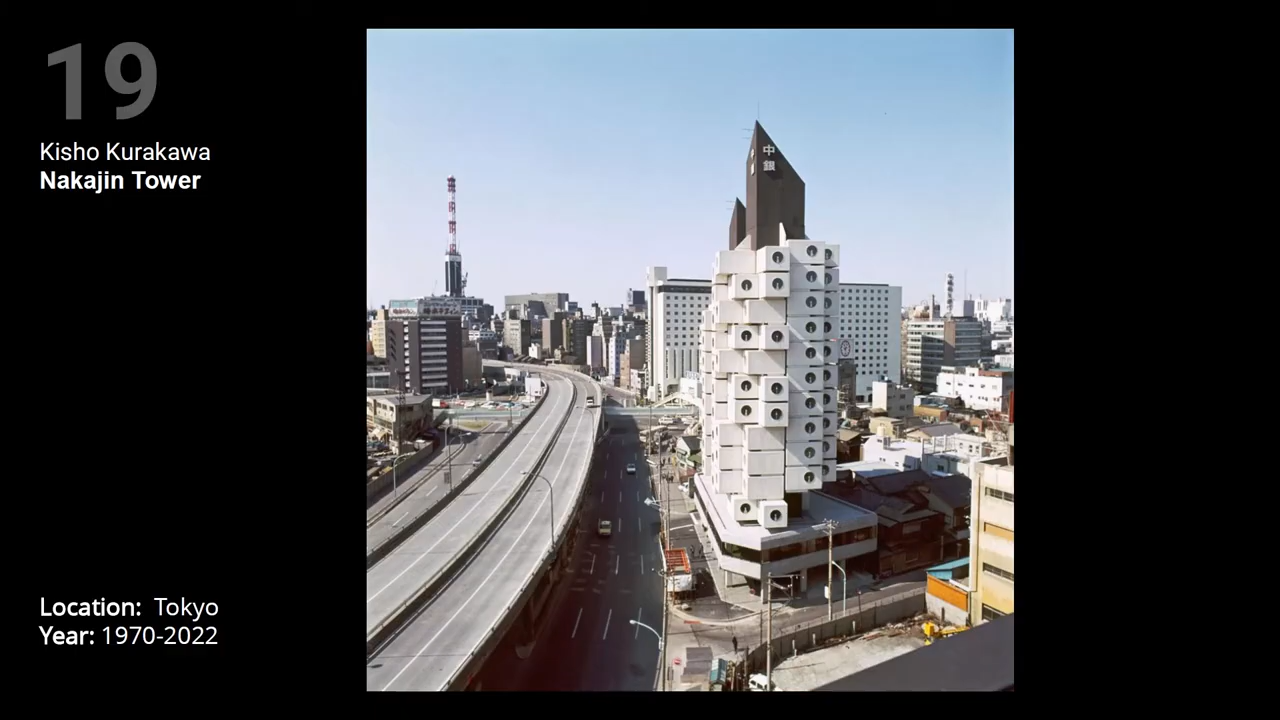 19
Kisho Kurakawa
Nakajin Tower
中
銀
Location: Tokyo
Year: 1970-2022